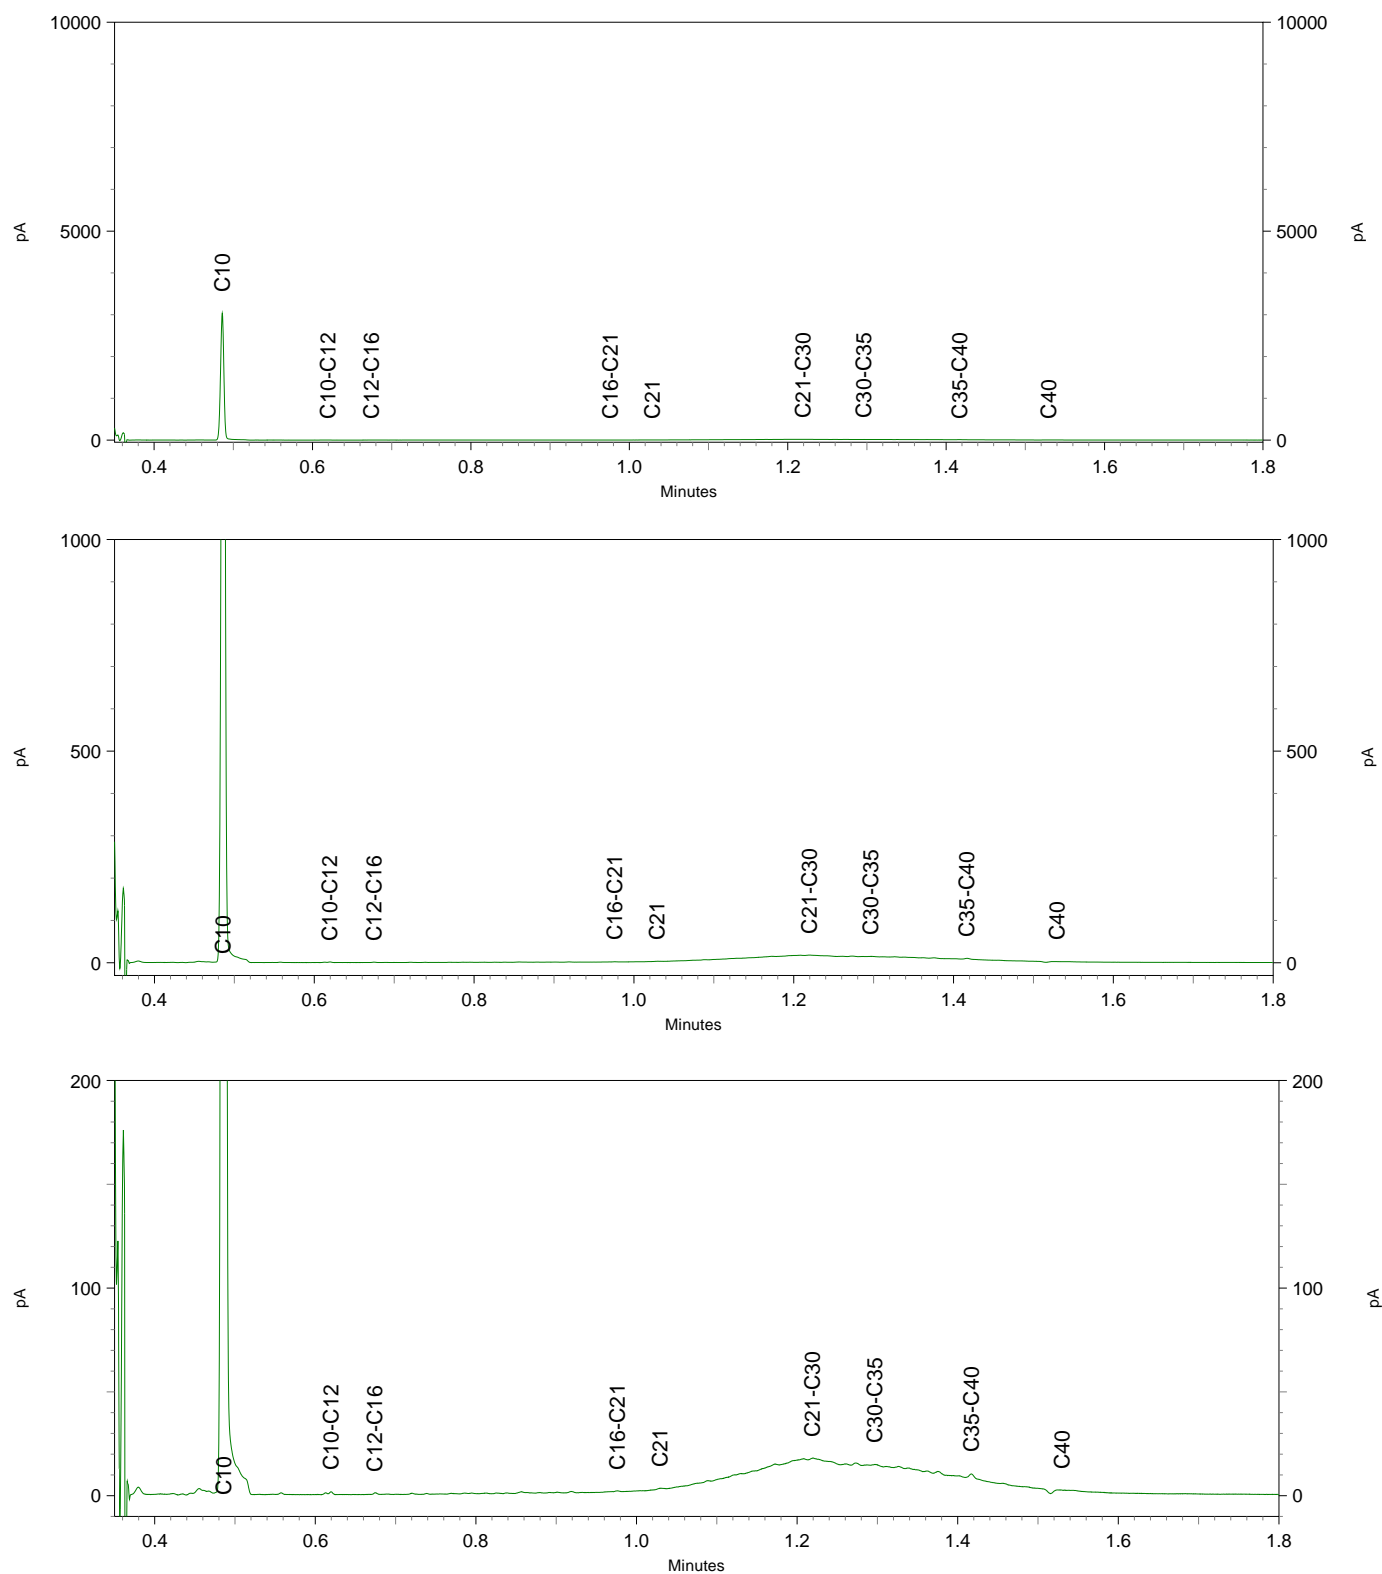 10000 10000
pA 5000 5000 pA
C10 C10-C12 C12-C16 C16-C21 C21 C21-C30 C30-C35 C35-C40 C40
0 0
0.4 0.6 0.8 1.0 1.2 1.4 1.6 1.8
Minutes
1000 1000
pA 500 500 pA
C10 C10-C12 C12-C16 C16-C21 C21 C21-C30 C30-C35 C35-C40 C40
0 0
0.4 0.6 0.8 1.0 1.2 1.4 1.6 1.8
Minutes
200 200
pA 100 100 pA
C10 C10-C12 C12-C16 C16-C21 C21 C21-C30 C30-C35 C35-C40 C40
0 0
0.4 0.6 0.8 1.0 1.2 1.4 1.6 1.8
Minutes